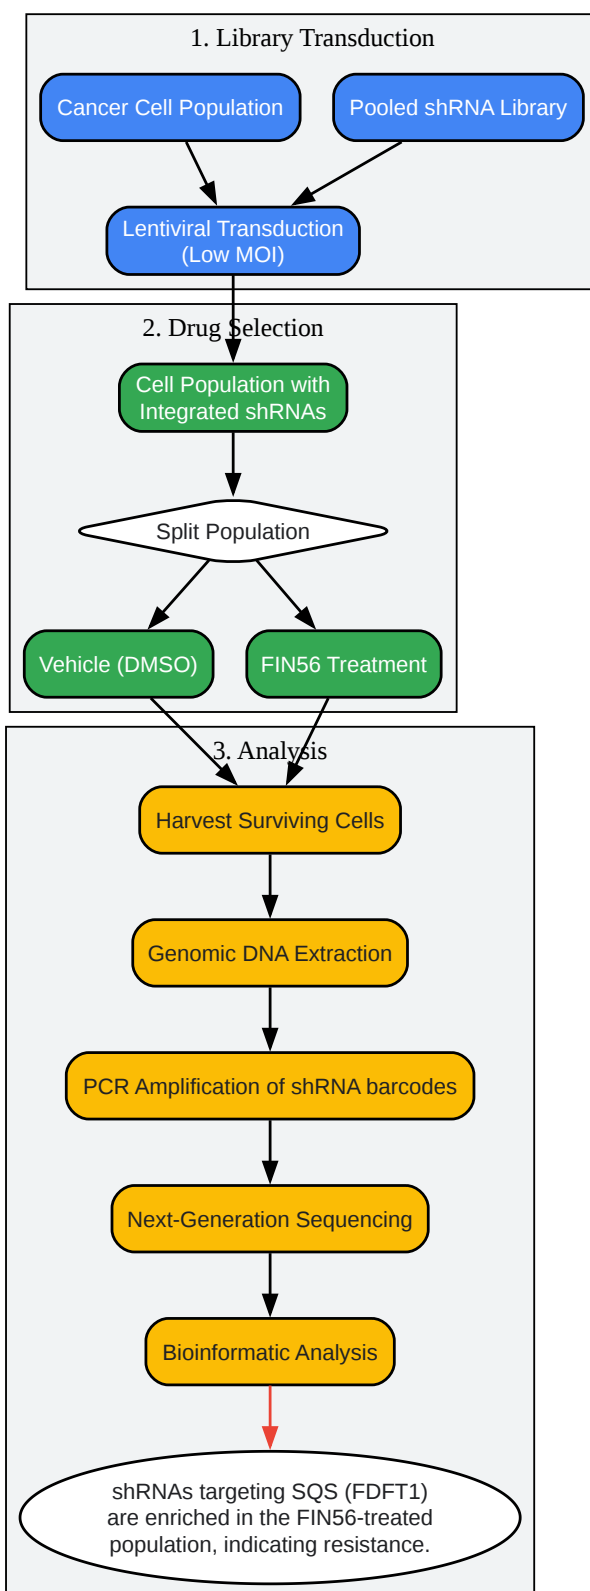 1. Library Transduction
Cancer Cell Population
Pooled shRNA Library
Lentiviral Transduction
(Low MOI)
2. Drug Selection
Cell Population with
Integrated shRNAs
Split Population
Vehicle (DMSO)
FIN56 Treatment
3. Analysis
Harvest Surviving Cells
Genomic DNA Extraction
PCR Amplification of shRNA barcodes
Next-Generation Sequencing
Bioinformatic Analysis
shRNAs targeting SQS (FDFT1)
are enriched in the FIN56-treated
population, indicating resistance.